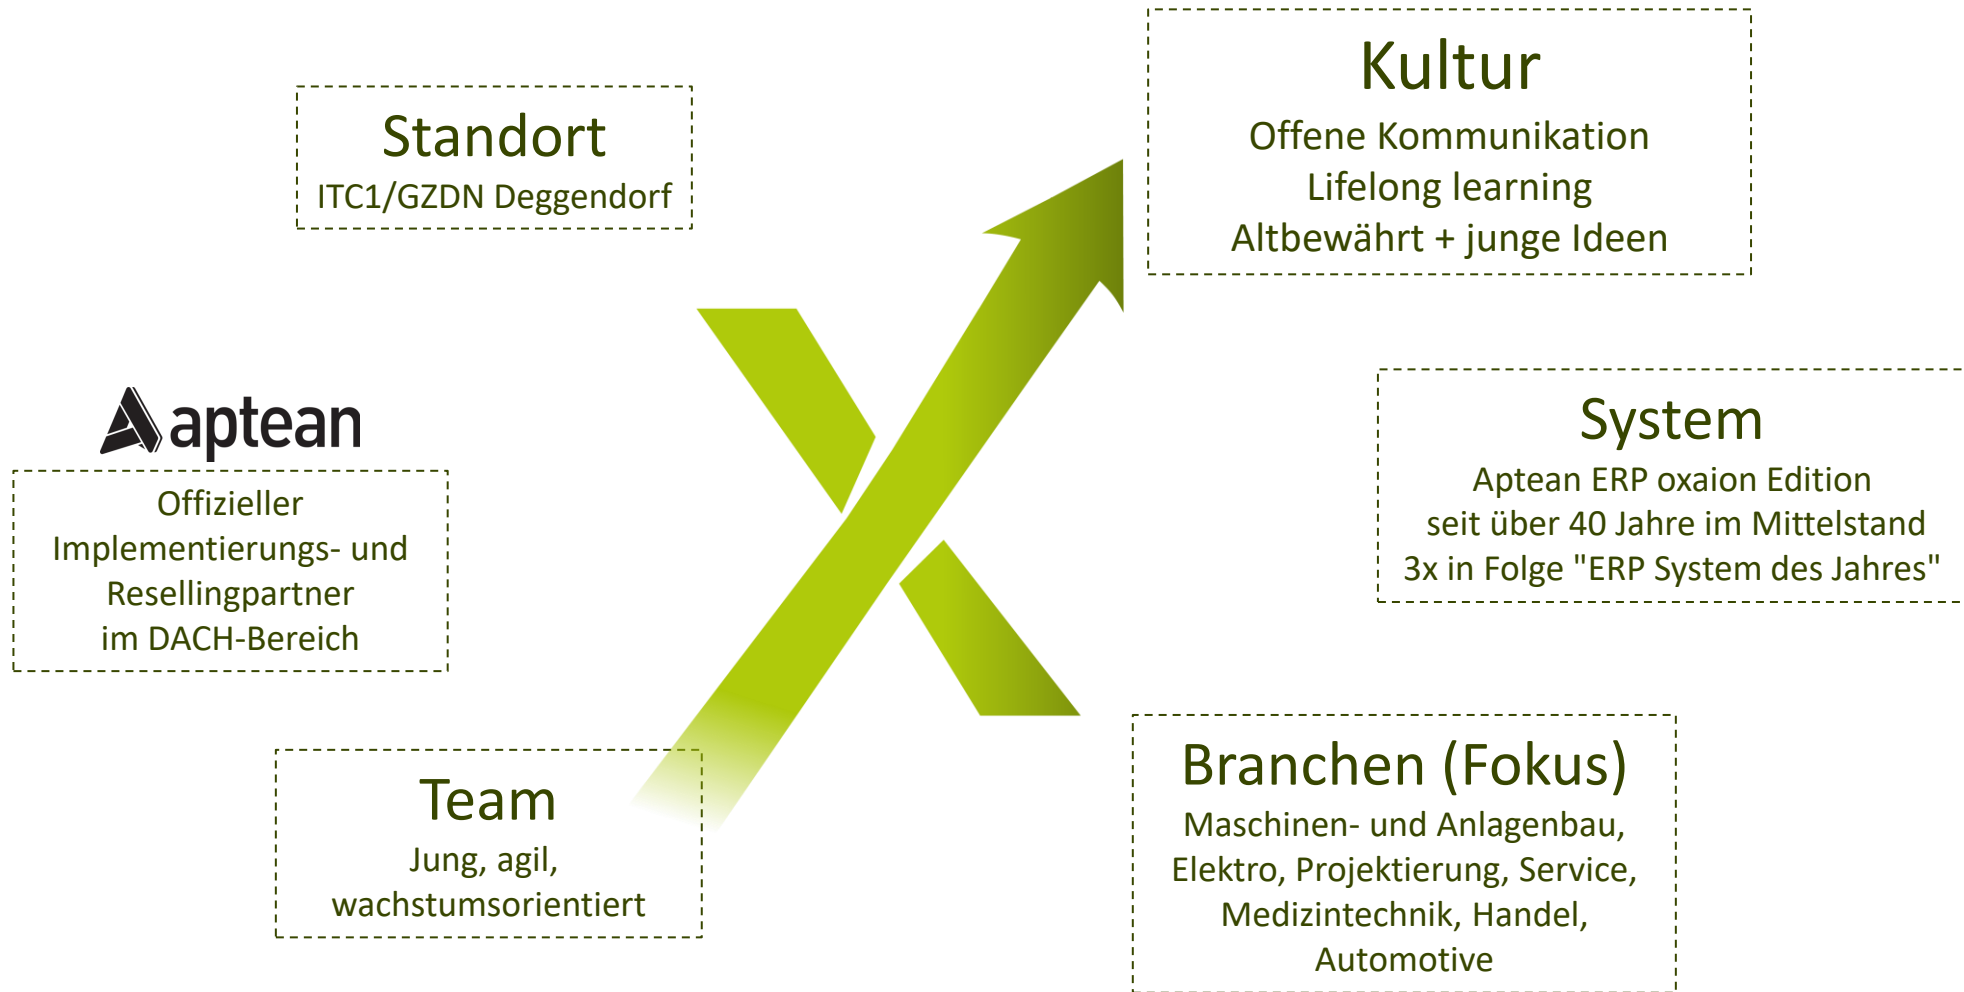 Standort
ITC1/GZDN Deggendorf
Kultur
Offene Kommunikation
Lifelong learning
Altbewährt + junge Ideen
aptean
Offizieller
Implementierungs- und
Resellingpartner
im DACH-Bereich
System
Aptean ERP oxaion Edition
seit über 40 Jahre im Mittelstand
3x in Folge "ERP System des Jahres"
Team
Jung, agil,
wachstumsorientiert
Branchen (Fokus)
Maschinen- und Anlagenbau,
Elektro, Projektierung, Service,
Medizintechnik, Handel,
Automotive